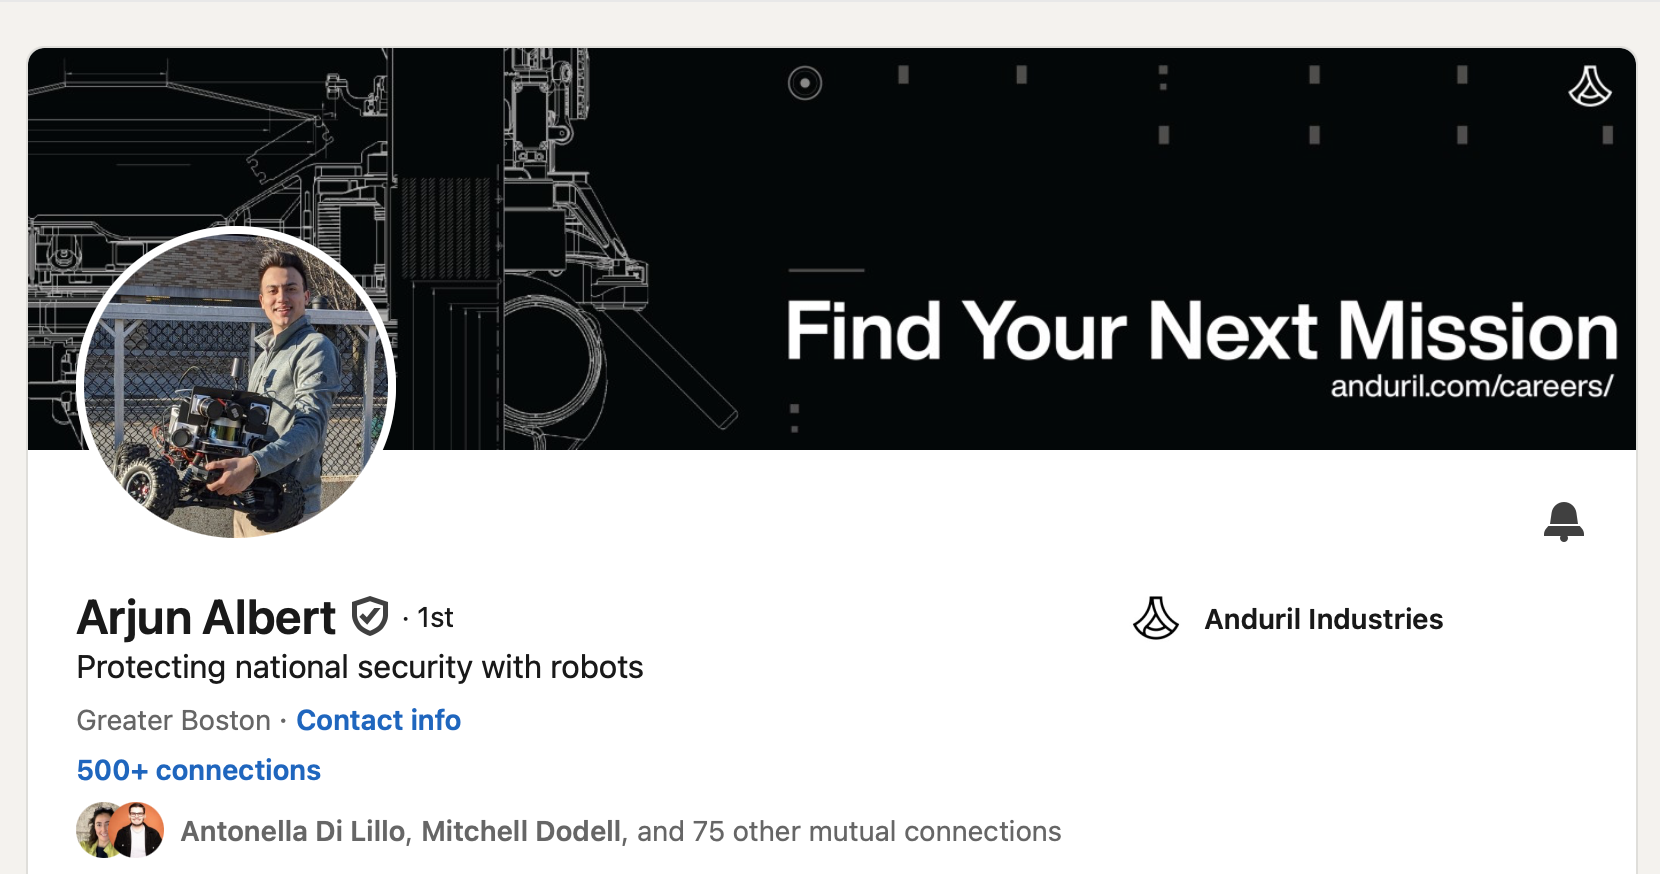 Find Your Next Mission
anduril.com/careers/
Arjun Albert · 1st
Anduril Industries
Protecting national security with robots
Greater Boston · Contact info
500+ connections
Antonella Di Lillo, Mitchell Dodell, and 75 other mutual connections